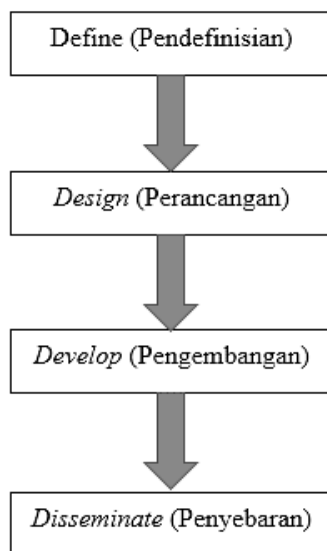 Define (Pendefinisian)
Design (Perancangan)
Develop (Pengembangan)
Disseminate (Penyebaran)